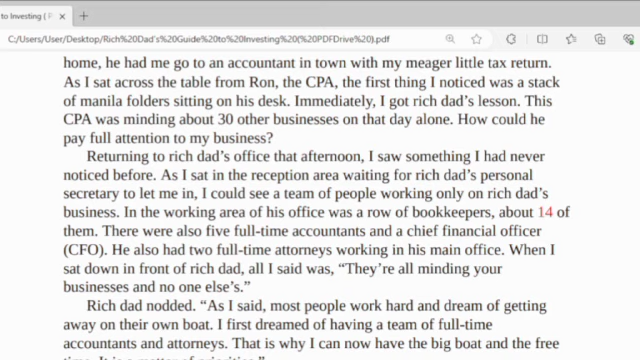 to Investing ( P
C:/Users/User/Desktop/Rich%20Dad's%20Guide%20to%20Investing%20(%20PDFDrive%20).pdf
home, he had me go to an accountant in town with my meager little tax return.
As I sat across the table from Ron, the CPA, the first thing I noticed was a stack
of manila folders sitting on his desk. Immediately, I got rich dad's lesson. This
CPA was minding about 30 other businesses on that day alone. How could he
pay full attention to my business?
Returning to rich dad's office that afternoon, I saw something I had never
noticed before. As I sat in the reception area waiting for rich dad's personal
secretary to let me in, I could see a team of people working only on rich dad's
business. In the working area of his office was a row of bookkeepers, about 14 of
them. There were also five full-time accountants and a chief financial officer
(CFO). He also had two full-time attorneys working in his main office. When I
sat down in front of rich dad, all I said was, “They're all minding your
businesses and no one else's.”
Rich dad nodded. “As I said, most people work hard and dream of getting
away on their own boat. I first dreamed of having a team of full-time
accountants and attorneys. That is why I can now have the big boat and the free
time. It is a matter of priorities.”